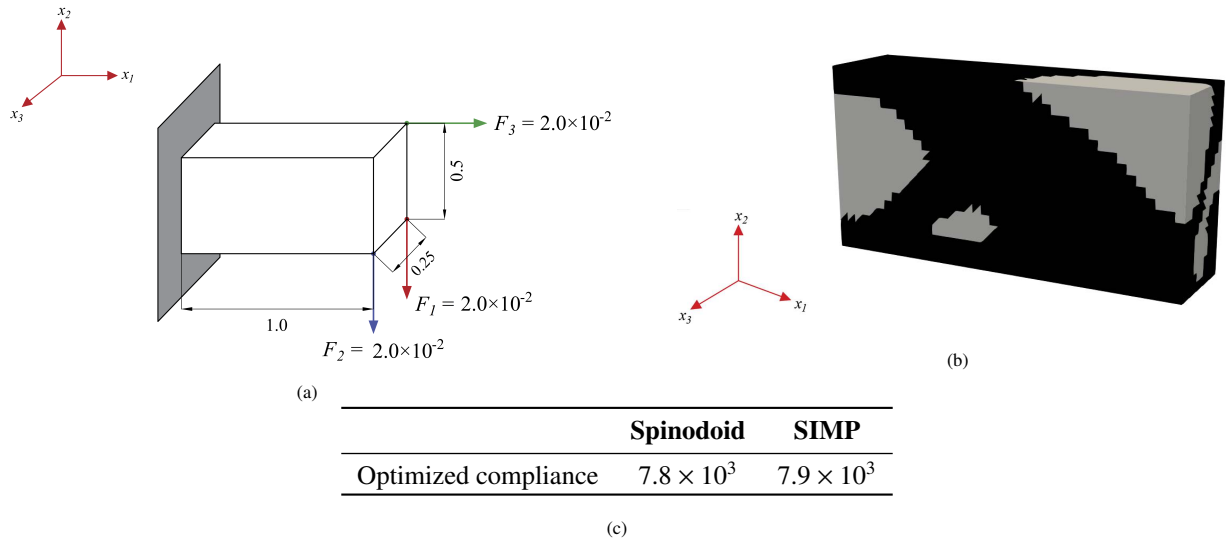 x₂
x₁
x₃
F₃ = 2.0×10⁻²
0.5
0.25
F₁ = 2.0×10⁻²
1.0
F₂ = 2.0×10⁻²
(a)
x₂
x₁
x₃
(b)
Spinodoid SIMP
Optimized compliance 7.8 × 10³ 7.9 × 10³
(c)